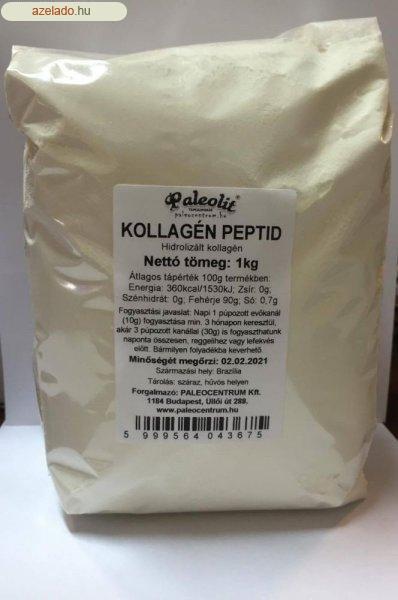 azelado.hu
Paleolit
TÁPLÁLKOZÁS
paleocentrum.hu
KOLLAGÉN PEPTID
Hidrolizált kollagén
Nettó tömeg: 1kg
Átlagos tápérték 100g termékben:
Energia: 360kcal/1530kJ; Zsír: 0g;
Szénhidrát: 0g; Fehérje 90g; Só: 0,7g
Fogyasztási javaslat: Napi 1 púpozott evőkanál
(10g) fogyasztása min. 3 hónapon keresztül,
akár 3 púpozott kanállal (30g) is fogyaszthatunk
naponta összesen, reggelihez vagy lefekvés
előtt. Bármilyen folyadékba keverhető.
Minőségét megőrzi: 02.02.2021
Származási hely: Brazília
Tárolás: száraz, hűvös helyen
Forgalmazó: PALEOCENTRUM Kft.
1184 Budapest, Üllői út 289.
www.paleocentrum.hu
5 999564 043675